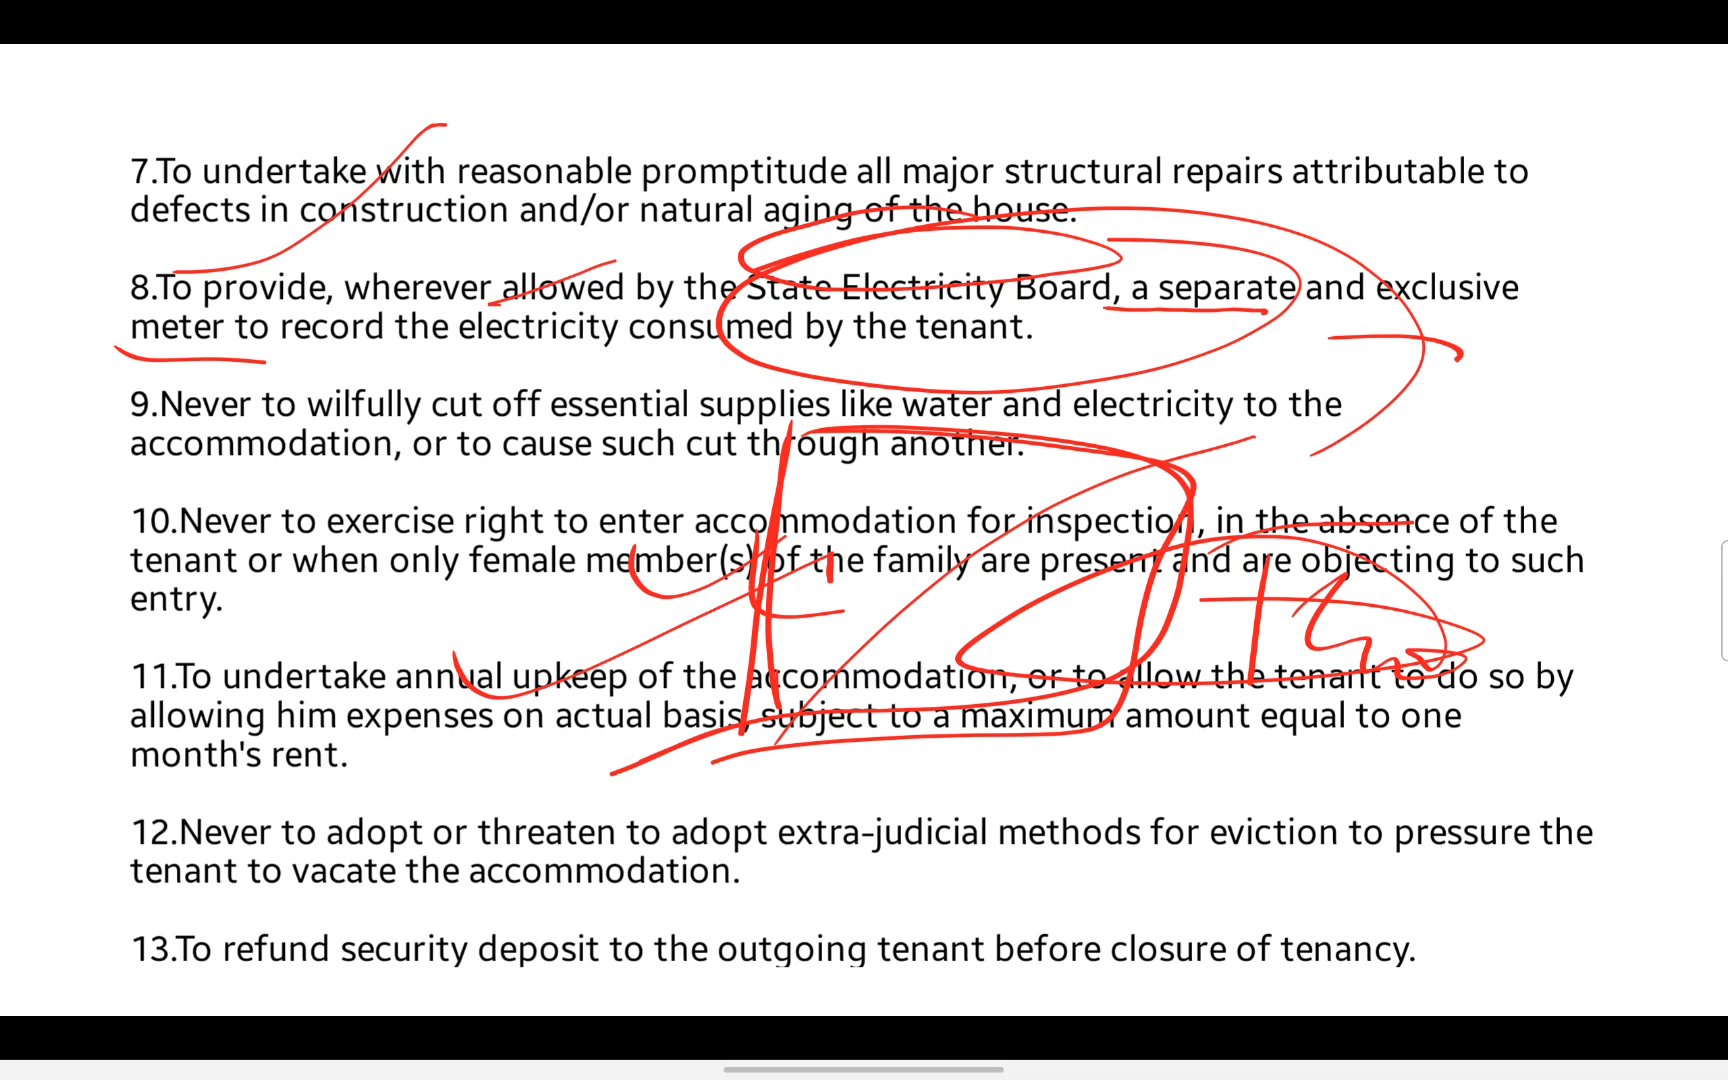 7.To undertake with reasonable promptitude all major structural repairs attributable to
defects in construction and/or natural aging of the house.
8.To provide, wherever allowed by the State Electricity Board, a separate and exclusive
meter to record the electricity consumed by the tenant.
9.Never to wilfully cut off essential supplies like water and electricity to the
accommodation, or to cause such cut through another.
10.Never to exercise right to enter accommodation for inspection, in the absence of the
tenant or when only female member(s) of the family are present and are objecting to such
entry.
11.To undertake annual upkeep of the accommodation, or to allow the tenant to do so by
allowing him expenses on actual basis, subject to a maximum amount equal to one
month's rent.
12.Never to adopt or threaten to adopt extra-judicial methods for eviction to pressure the
tenant to vacate the accommodation.
13.To refund security deposit to the outgoing tenant before closure of tenancy.